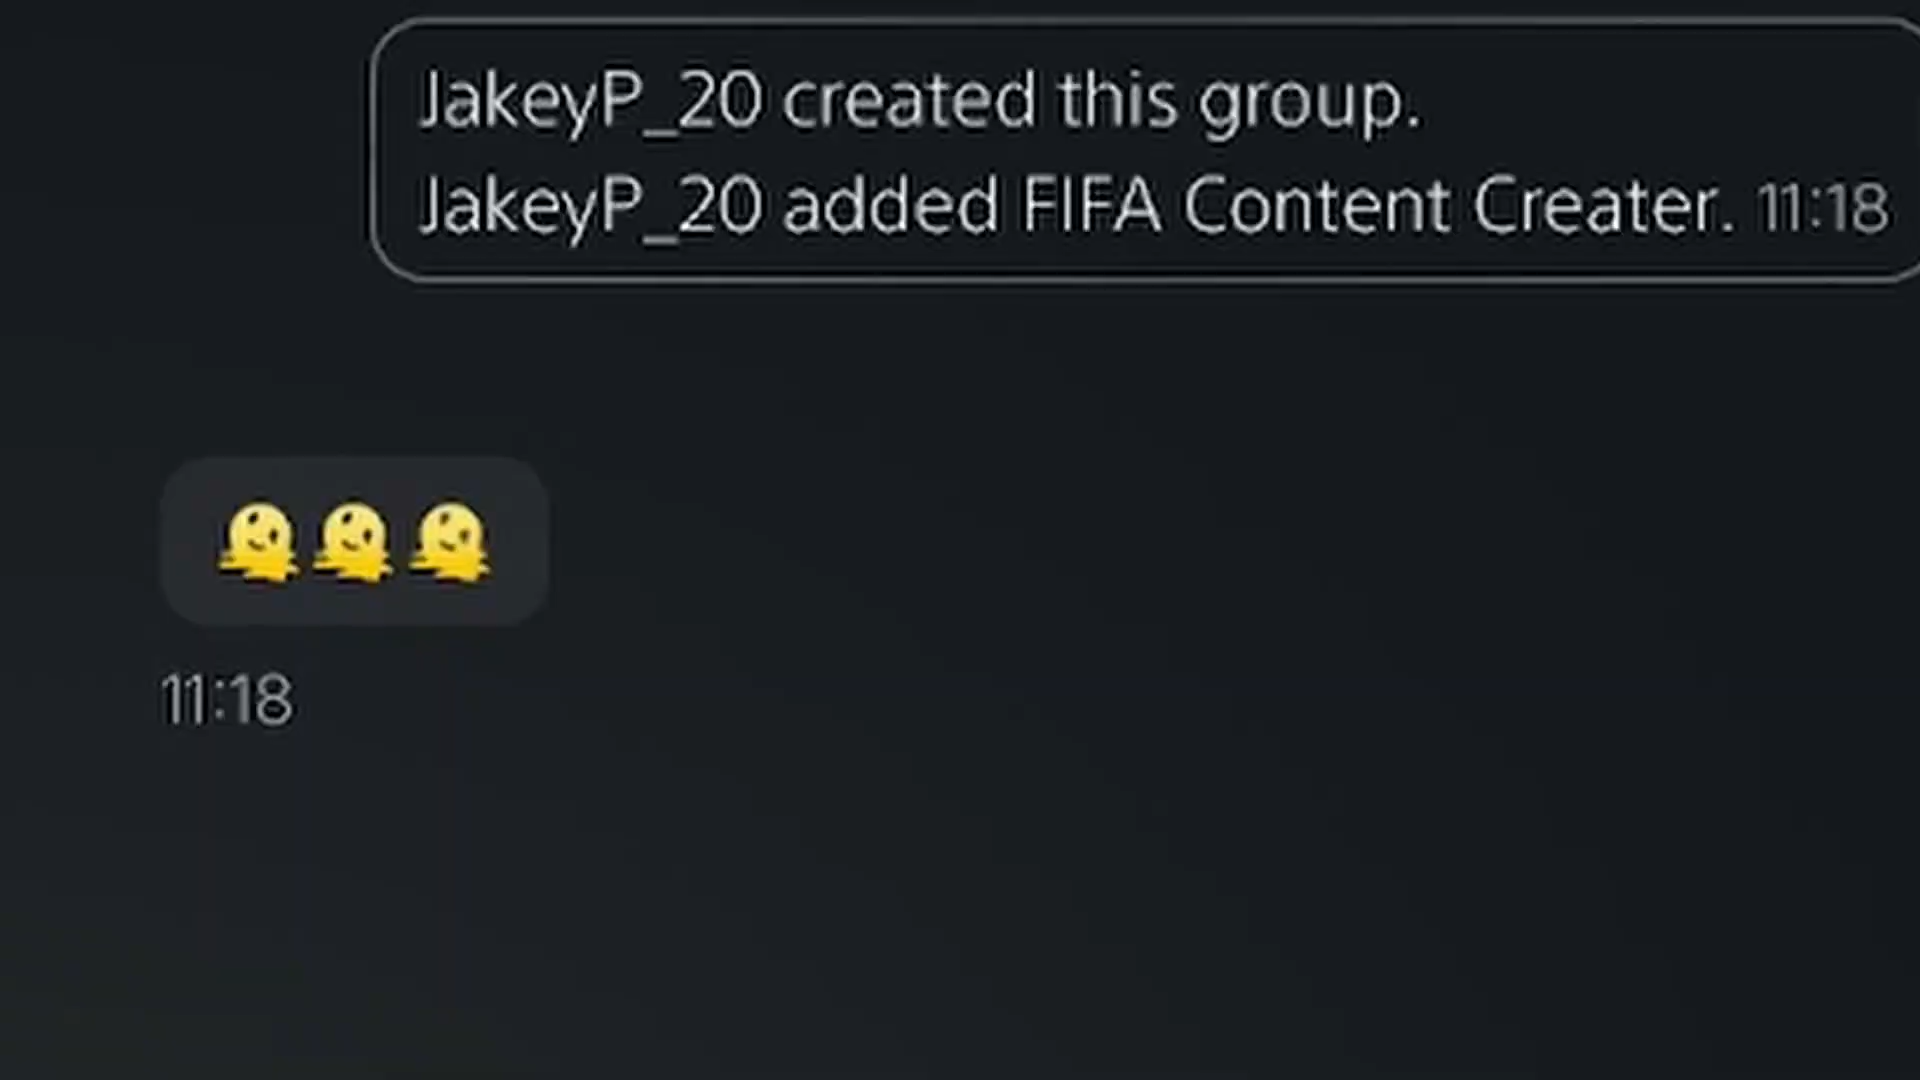 JakeyP_20 created this group.
JakeyP_20 added FIFA Content Creater. 11:18
🫠🫠🫠
11:18